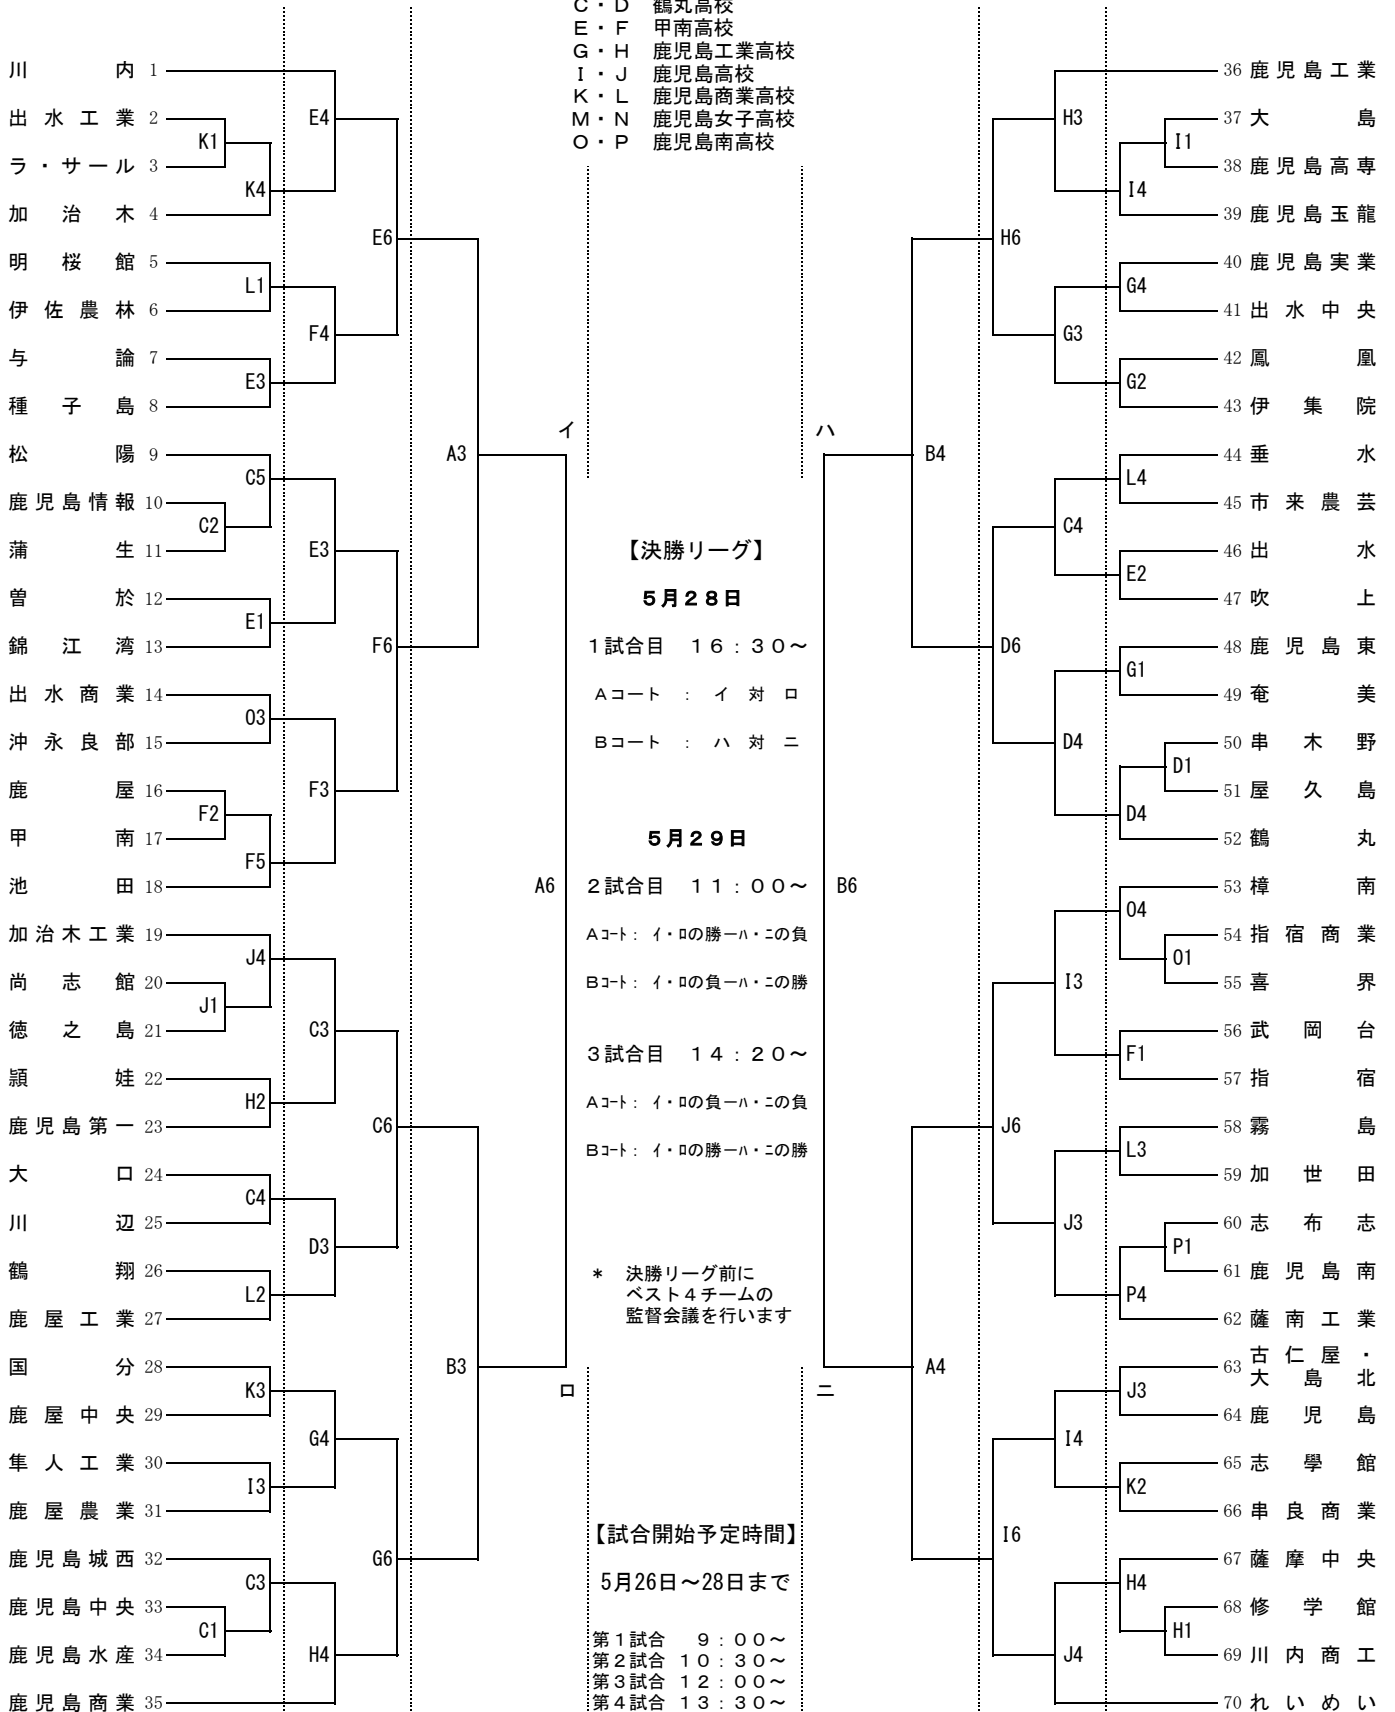 C・D 鶴丸高校
E・F 甲南高校
G・H 鹿児島工業高校
I・J 鹿児島高校
K・L 鹿児島商業高校
M・N 鹿児島女子高校
O・P 鹿児島南高校
川内 1
出水工業 2
ラ・サール 3
加治木 4
明桜館 5
伊佐農林 6
与論 7
種子島 8
松陽 9
鹿児島情報 10
蒲生 11
曽於 12
錦江湾 13
出水商業 14
沖永良部 15
鹿屋 16
甲南 17
池田 18
加治木工業 19
尚志館 20
徳之島 21
頴娃 22
鹿児島第一 23
大口 24
川辺 25
鶴翔 26
鹿屋工業 27
国分 28
鹿屋中央 29
隼人工業 30
鹿屋農業 31
鹿児島城西 32
鹿児島中央 33
鹿児島水産 34
鹿児島商業 35
K1
C2
F2
J1
C1
K4
L1
E3
C5
E1
O3
F5
J4
H2
C4
L2
K3
I3
C3
E4
F4
E3
F3
C3
D3
G4
H4
E6
F6
C6
G6
A3
B3
イ
ロ
A6
【決勝リーグ】
5月28日
1試合目 16:30～
Aコート : イ 対 ロ
Bコート : ハ 対 ニ
5月29日
2試合目 11:00～
Aコート: イ・ロの勝ーハ・ニの負
Bコート: イ・ロの負ーハ・ニの勝
3試合目 14:20～
Aコート: イ・ロの負ーハ・ニの負
Bコート: イ・ロの勝ーハ・ニの勝
* 決勝リーグ前に
ベスト4チームの
監督会議を行います
【試合開始予定時間】
5月26日～28日まで
第1試合 9:00～
第2試合 10:30～
第3試合 12:00～
第4試合 13:30～
B6
ハ
ニ
B4
A4
H6
D6
J6
I6
H3
G3
C4
D4
I3
J3
I4
J4
I4
G4
G2
L4
E2
G1
D4
O4
F1
L3
P4
J3
K2
H4
I1
D1
O1
P1
H1
36 鹿児島工業
37 大島
38 鹿児島高専
39 鹿児島玉龍
40 鹿児島実業
41 出水中央
42 鳳凰
43 伊集院
44 垂水
45 市来農芸
46 出水
47 吹上
48 鹿児島東
49 奄美
50 串木野
51 屋久島
52 鶴丸
53 樟南
54 指宿商業
55 喜界
56 武岡台
57 指宿
58 霧島
59 加世田
60 志布志
61 鹿児島南
62 薩南工業
63 古仁屋・
大島北
64 鹿児島
65 志學館
66 串良商業
67 薩摩中央
68 修学館
69 川内商工
70 れいめい